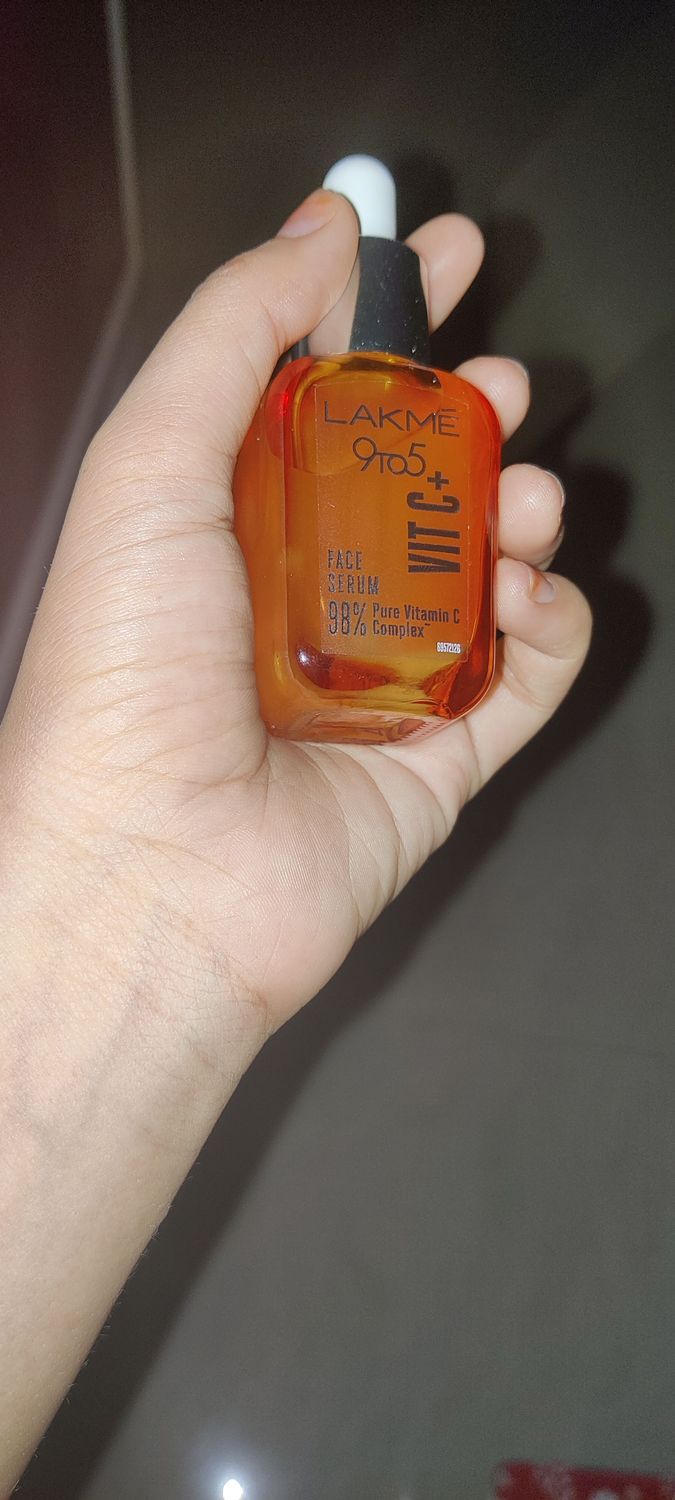 LAKMĒ
9TO5
VIT C+
FACE
SERUM
98% Pure Vitamin C
Complex™